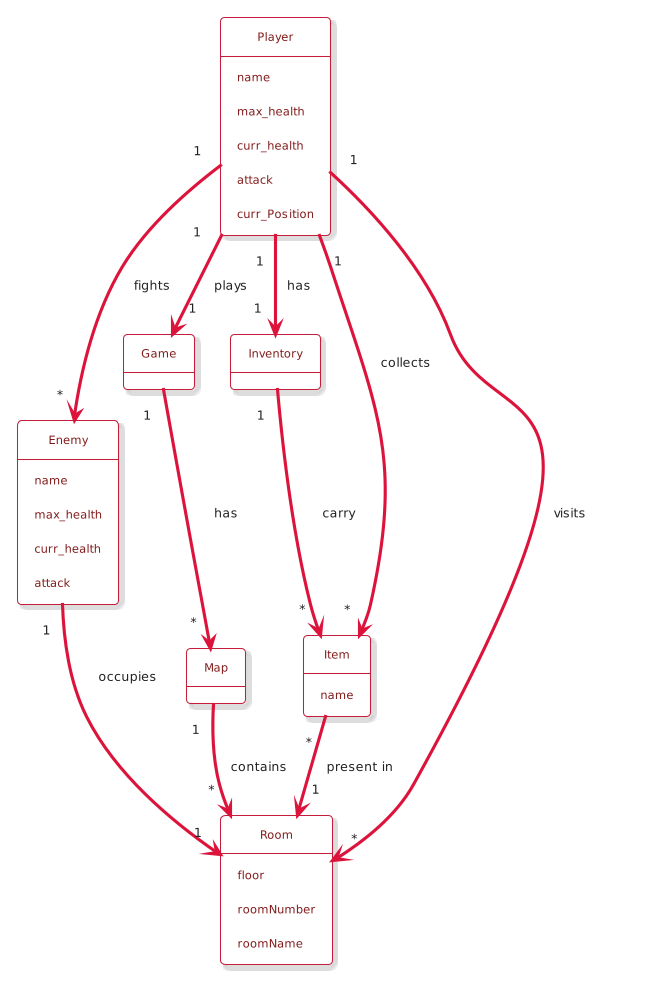 Player
name
max_health
curr_health
attack
curr_Position
1
1
1
1
1
1
1
fights
plays
has
collects
*
Game
Inventory
Enemy
name
max_health
curr_health
attack
1
1
has
carry
visits
*
*
*
1
occupies
Map
Item
name
1
*
contains
present in
*
1
1
*
Room
floor
roomNumber
roomName